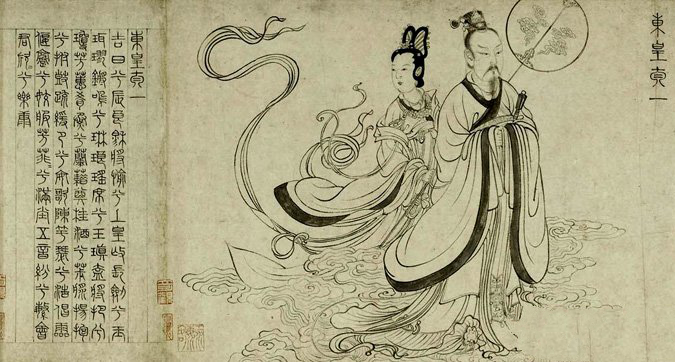 東皇太一
東皇太一
吉日兮辰良穆將愉兮上皇撫長劍兮玉
珥璆鏘鳴兮琳琅瑤席兮玉瑱盍將把兮
瓊芳蕙肴蒸兮蘭藉奠桂酒兮椒漿揚枹
兮拊鼓疏緩節兮安歌陳竽瑟兮浩倡靈
偃蹇兮姣服芳菲菲兮滿堂五音紛兮繁會
君欣欣兮樂康